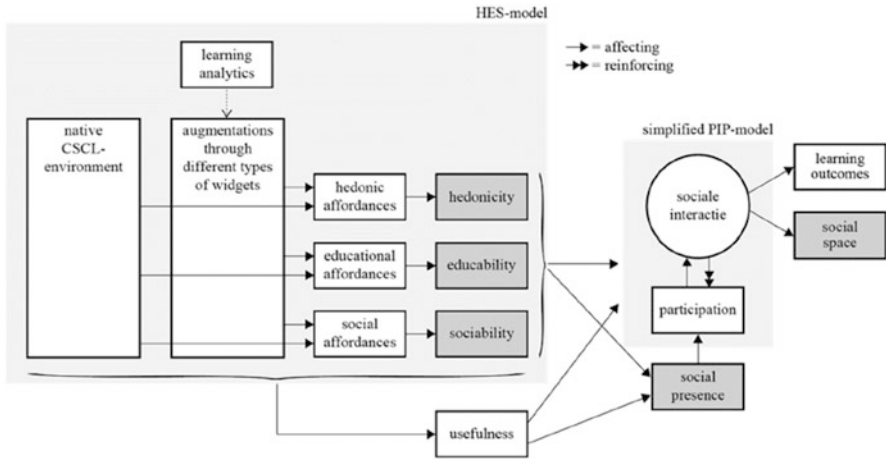 HES-model
learning
analytics
= affecting
= reinforcing
native
CSCL-
environment
augmentations
through
different types
of widgets
simplified PIP-model
hedonic
affordances
hedonicity
sociale
interactie
learning
outcomes
social
space
educational
affordances
educability
participation
social
affordances
sociability
social
presence
usefulness